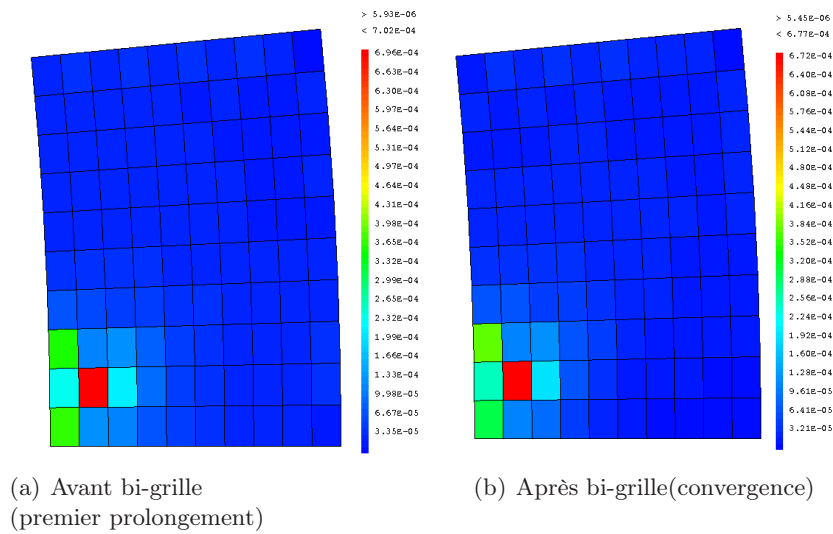 > 5.93E-06
< 7.02E-04
6.96E-04
6.63E-04
6.30E-04
5.97E-04
5.64E-04
5.31E-04
4.97E-04
4.64E-04
4.31E-04
3.98E-04
3.65E-04
3.32E-04
2.99E-04
2.65E-04
2.32E-04
1.99E-04
1.66E-04
1.33E-04
9.98E-05
6.67E-05
3.35E-05
> 5.45E-06
< 6.77E-04
6.72E-04
6.40E-04
6.08E-04
5.76E-04
5.44E-04
5.12E-04
4.80E-04
4.48E-04
4.16E-04
3.84E-04
3.52E-04
3.20E-04
2.88E-04
2.56E-04
2.24E-04
1.92E-04
1.60E-04
1.28E-04
9.61E-05
6.41E-05
3.21E-05
(a) Avant bi-grille
(premier prolongement)
(b) Après bi-grille(convergence)